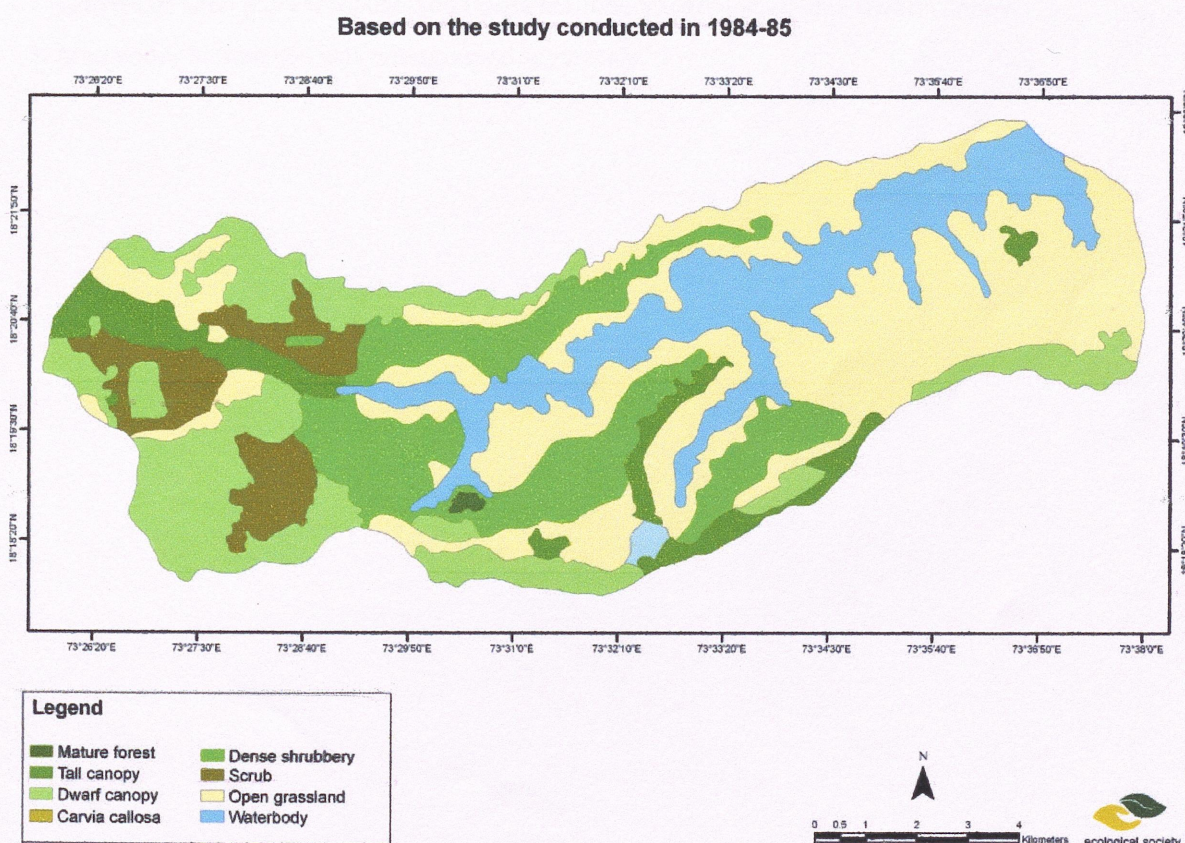 Based on the study conducted in 1984-85
73°26'20"E 73°27'30"E 73°28'40"E 73°29'50"E 73°31'0"E 73°32'10"E 73°33'20"E 73°34'30"E 73°35'40"E 73°36'50"E
18°21'50"N
18°20'40"N
18°19'30"N
18°18'20"N
73°26'20"E 73°27'30"E 73°28'40"E 73°29'50"E 73°31'0"E 73°32'10"E 73°33'20"E 73°34'30"E 73°35'40"E 73°36'50"E 73°38'0"E
Legend
Mature forest
Tall canopy
Dwarf canopy
Carvia callosa
Dense shrubbery
Scrub
Open grassland
Waterbody
N
0 0.5 1 2 3 4
Kilometers
ecological society